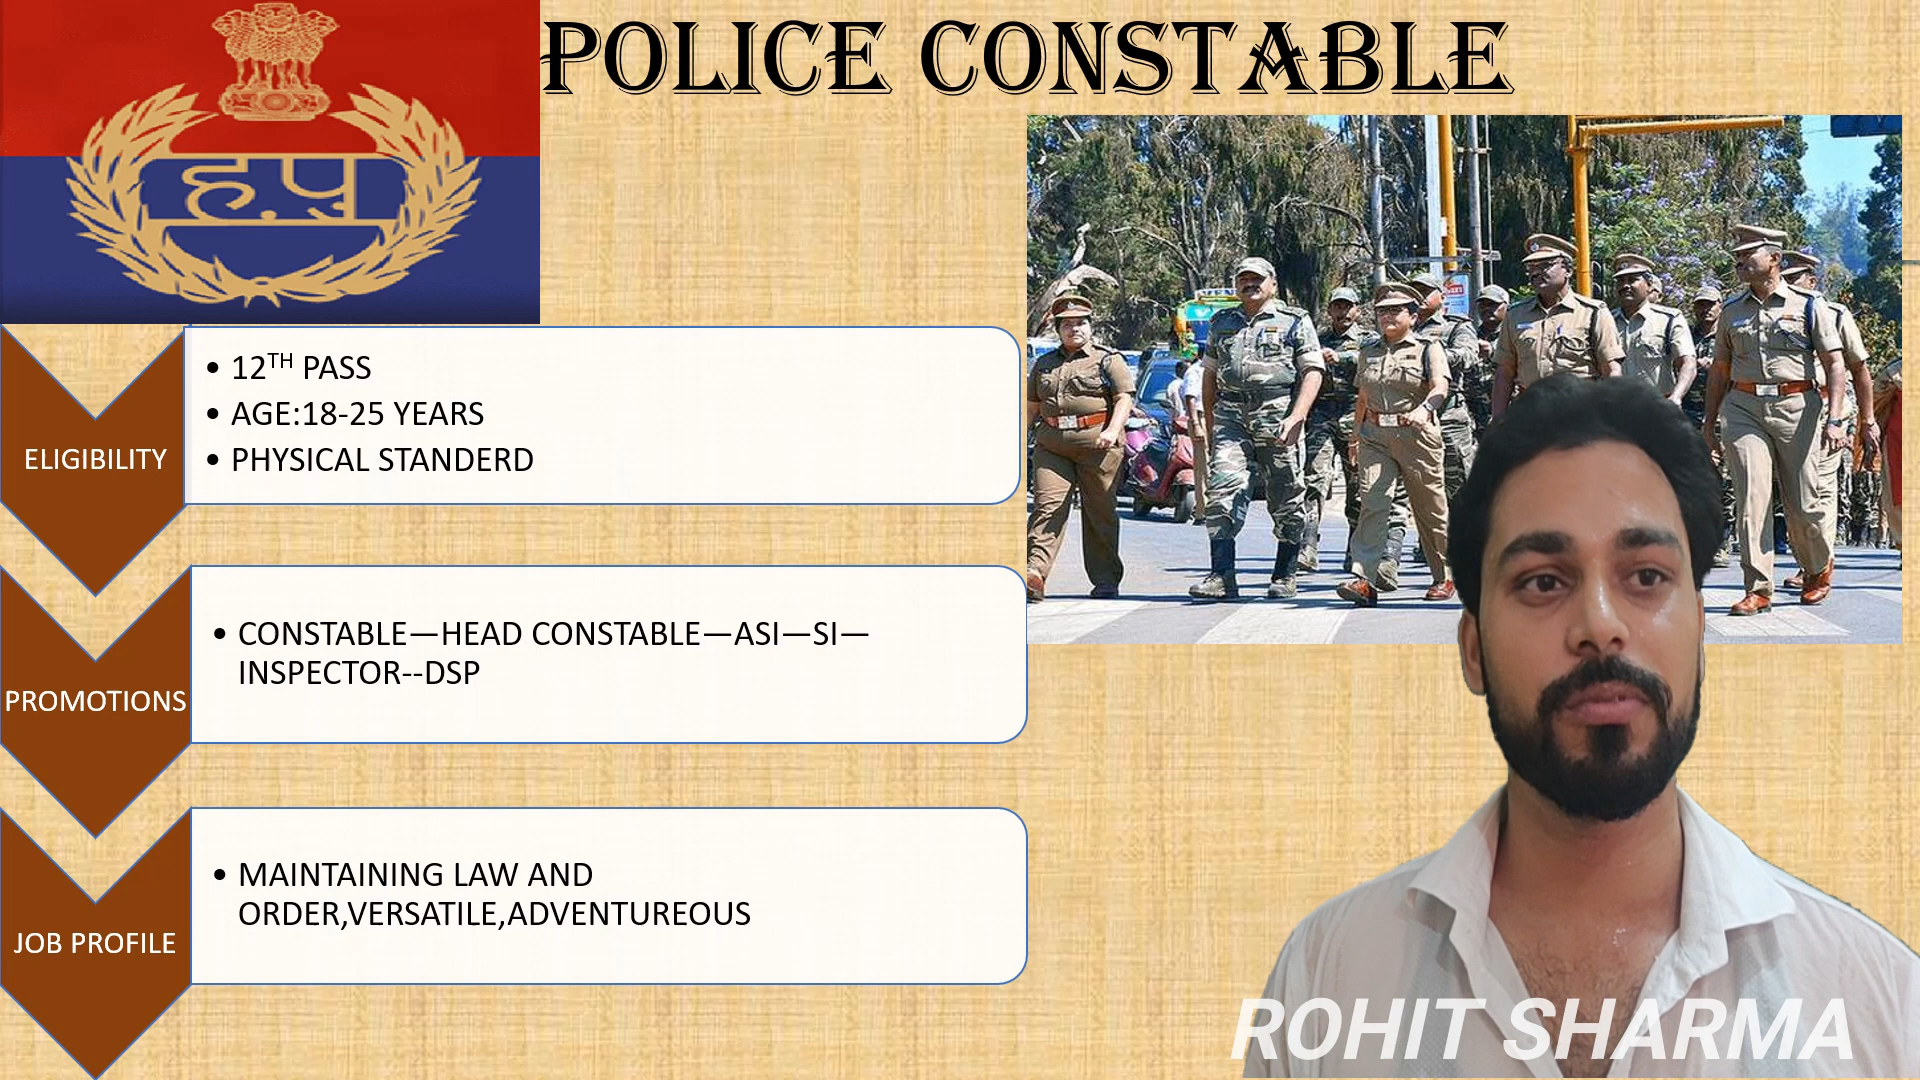 POLICE CONSTABLE
ह.पु
ELIGIBILITY
• 12TH PASS
• AGE:18-25 YEARS
• PHYSICAL STANDERD
PROMOTIONS
• CONSTABLE—HEAD CONSTABLE—ASI—SI—
INSPECTOR--DSP
JOB PROFILE
• MAINTAINING LAW AND
ORDER,VERSATILE,ADVENTUREOUS
ROHIT SHARMA